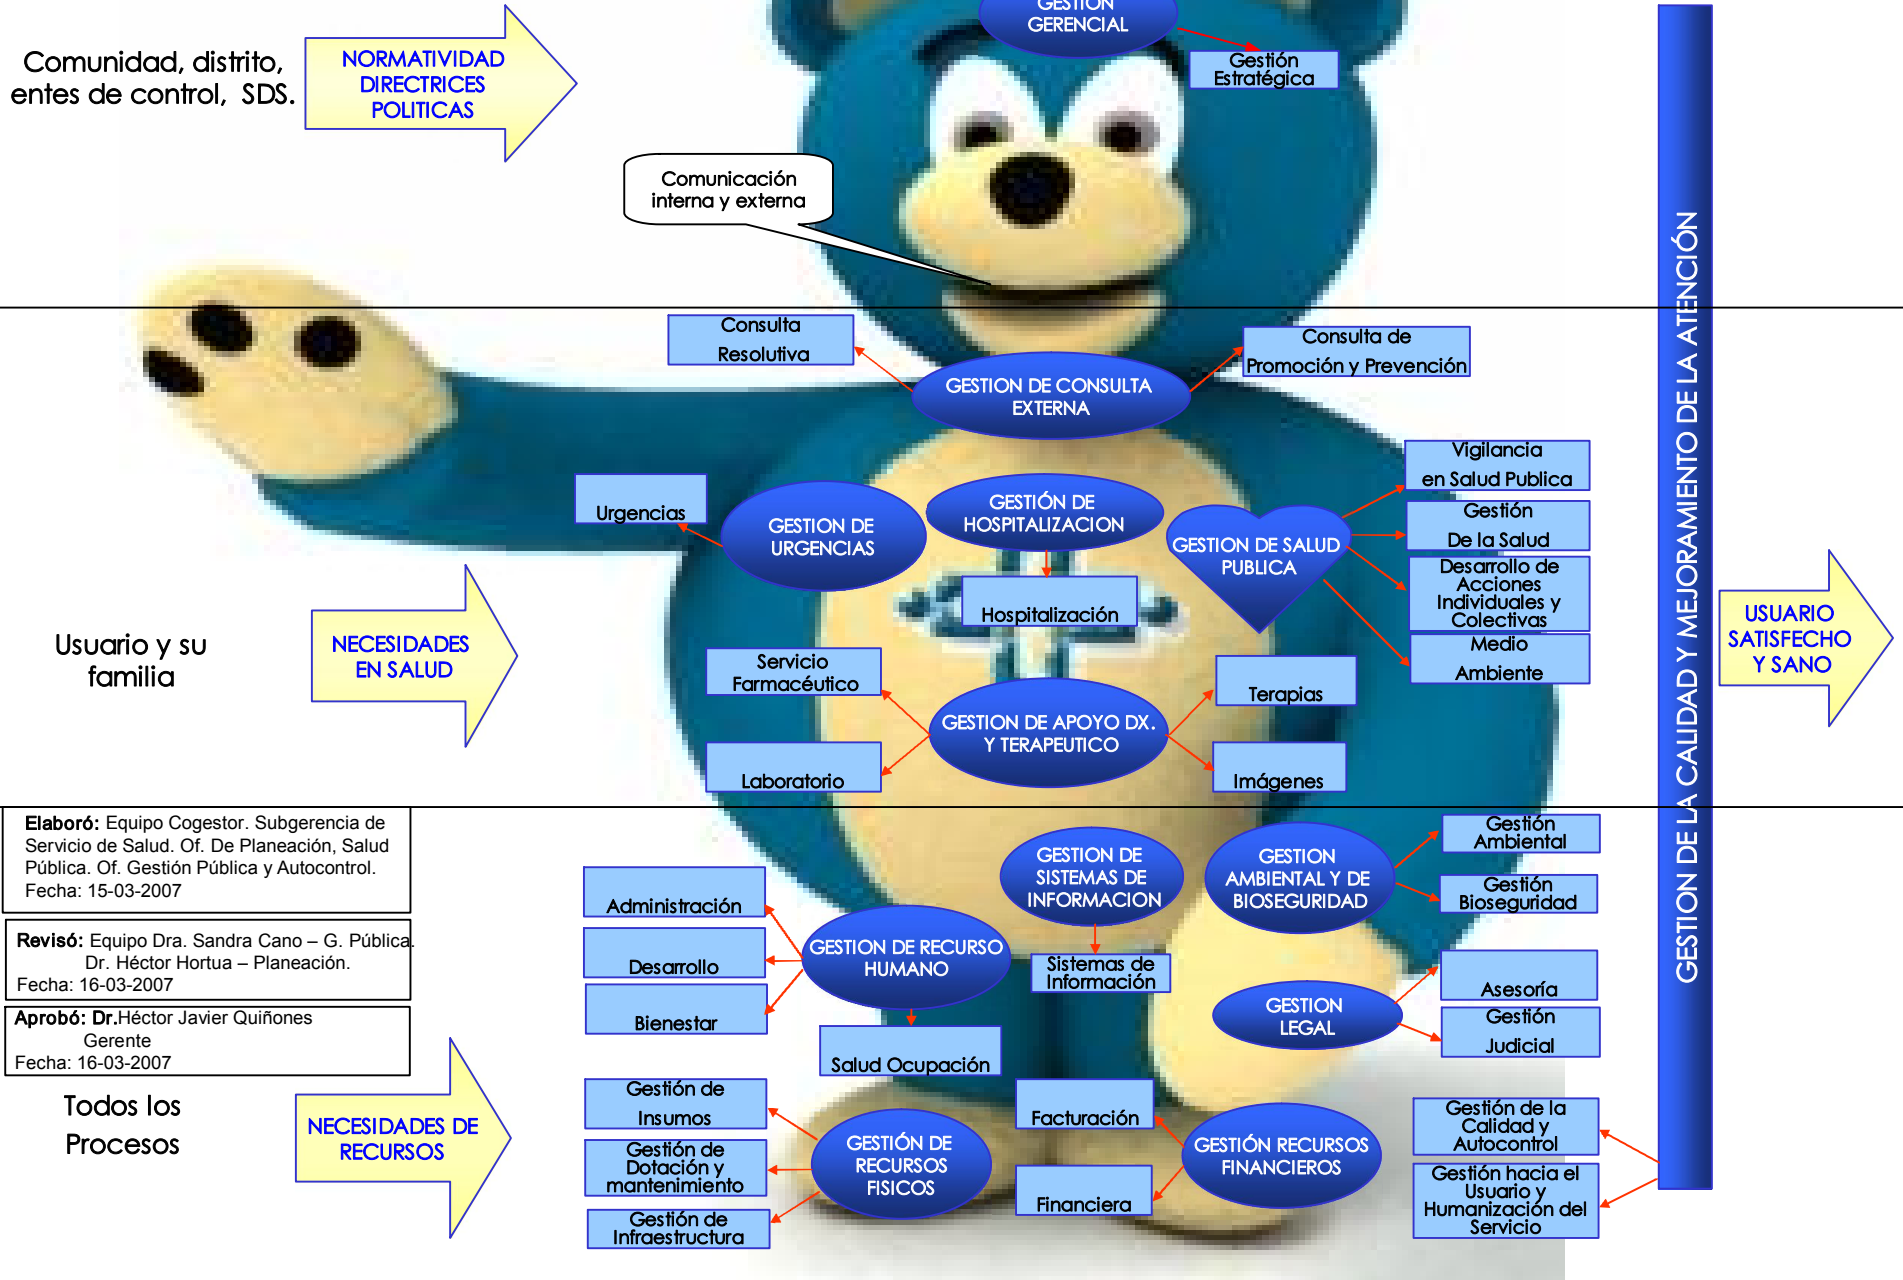 GESTIÓN
GERENCIAL
Gestión
Estratégica
Comunidad, distrito,
entes de control, SDS.
NORMATIVIDAD
DIRECTRICES
POLITICAS
Comunicación
interna y externa
Consulta
Resolutiva
Consulta de
Promoción y Prevención
GESTION DE CONSULTA
EXTERNA
Urgencias
GESTION DE
URGENCIAS
GESTIÓN DE
HOSPITALIZACION
Hospitalización
GESTION DE SALUD
PUBLICA
Vigilancia
en Salud Publica
Gestión
De la Salud
Desarrollo de
Acciones
Individuales y
Colectivas
Medio
Ambiente
Usuario y su
familia
NECESIDADES
EN SALUD
Servicio
Farmacéutico
Laboratorio
GESTION DE APOYO DX.
Y TERAPEUTICO
Terapias
Imágenes
GESTION DE LA CALIDAD Y MEJORAMIENTO DE LA ATENCIÓN
USUARIO
SATISFECHO
Y SANO
Elaboró: Equipo Cogestor. Subgerencia de
Servicio de Salud. Of. De Planeación, Salud
Pública. Of. Gestión Pública y Autocontrol.
Fecha: 15-03-2007
Revisó: Equipo Dra. Sandra Cano – G. Pública.
Dr. Héctor Hortua – Planeación.
Fecha: 16-03-2007
Aprobó: Dr.Héctor Javier Quiñones
Gerente
Fecha: 16-03-2007
Todos los
Procesos
NECESIDADES DE
RECURSOS
Administración
Desarrollo
Bienestar
GESTION DE RECURSO
HUMANO
Salud Ocupación
GESTION DE
SISTEMAS DE
INFORMACION
Sistemas de
Información
GESTION
AMBIENTAL Y DE
BIOSEGURIDAD
Gestión
Ambiental
Gestión
Bioseguridad
GESTION
LEGAL
Asesoría
Gestión
Judicial
Gestión de
Insumos
Gestión de
Dotación y
mantenimiento
Gestión de
Infraestructura
GESTIÓN DE
RECURSOS
FISICOS
Facturación
Financiera
GESTIÓN RECURSOS
FINANCIEROS
Gestión de la
Calidad y
Autocontrol
Gestión hacia el
Usuario y
Humanización del
Servicio